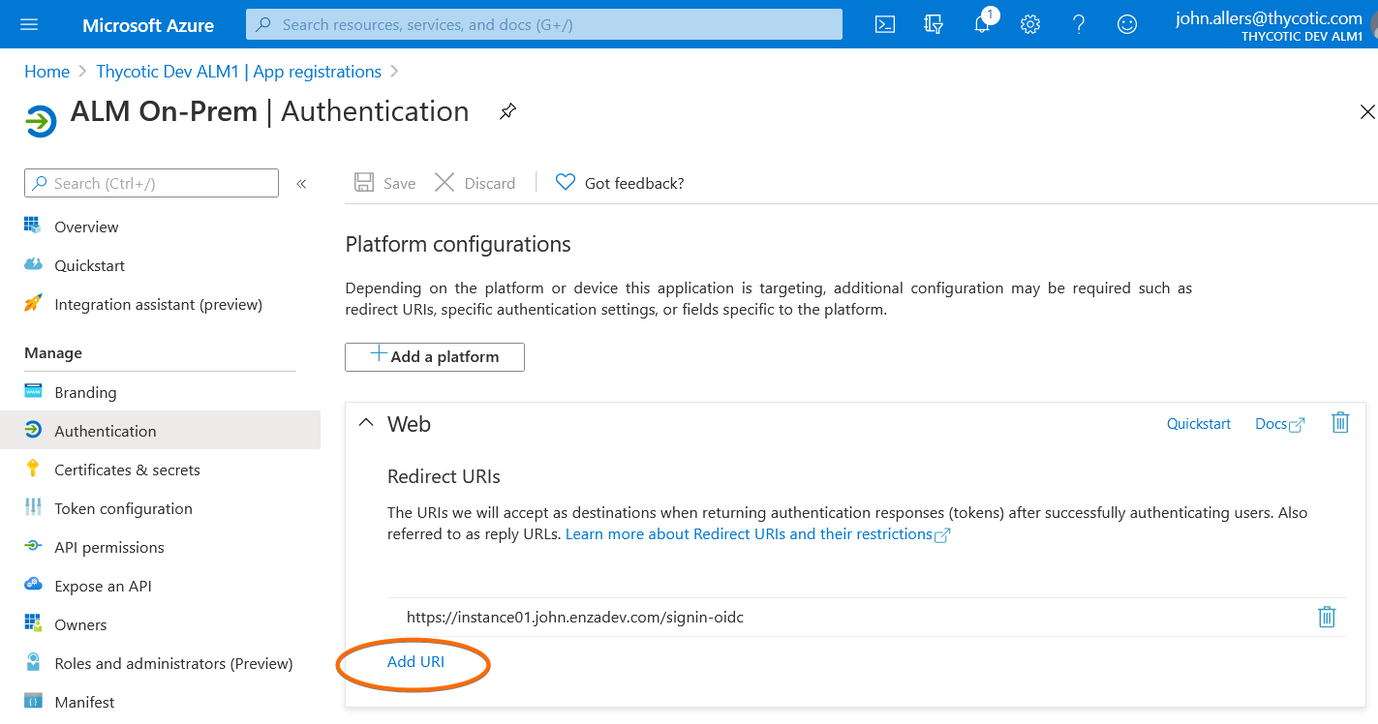 Microsoft Azure
Search resources, services, and docs (G+/)
1
john.allers@thycotic.com
THYCOTIC DEV ALM1
Home > Thycotic Dev ALM1 | App registrations >
ALM On-Prem | Authentication
Search (Ctrl+/)
«
Save
Discard
Got feedback?
Overview
Quickstart
Integration assistant (preview)
Manage
Branding
Authentication
Certificates & secrets
Token configuration
API permissions
Expose an API
Owners
Roles and administrators (Preview)
Manifest
Platform configurations
Depending on the platform or device this application is targeting, additional configuration may be required such as
redirect URIs, specific authentication settings, or fields specific to the platform.
+ Add a platform
Web
Quickstart
Docs
Redirect URIs
The URIs we will accept as destinations when returning authentication responses (tokens) after successfully authenticating users. Also
referred to as reply URLs. Learn more about Redirect URIs and their restrictions
https://instance01.john.enzadev.com/signin-oidc
Add URI